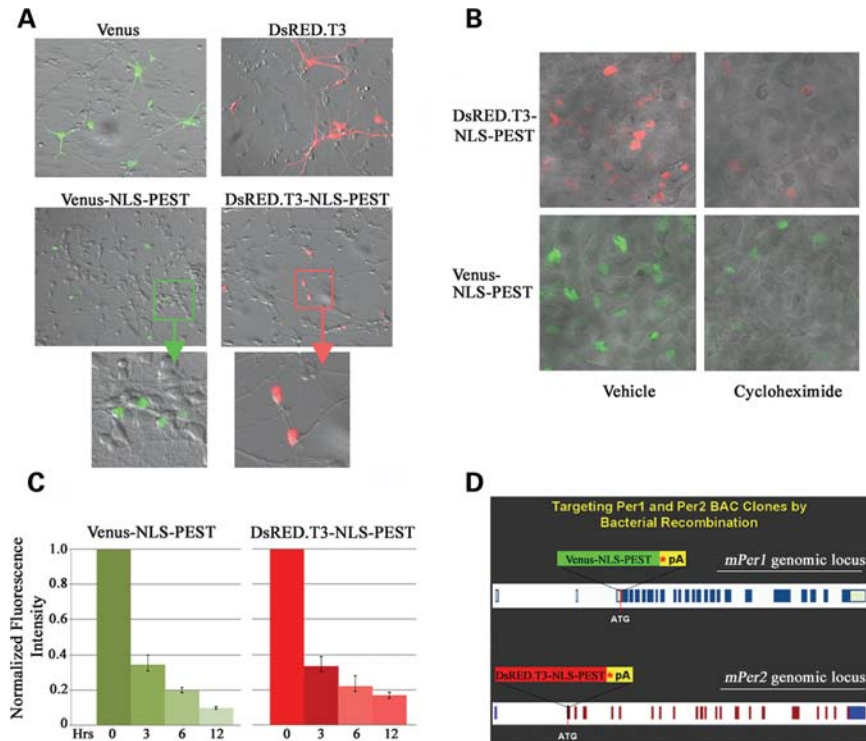 A
Venus
DsRED.T3
Venus-NLS-PEST
DsRED.T3-NLS-PEST
B
DsRED.T3-
NLS-PEST
Venus-
NLS-PEST
Vehicle
Cycloheximide
C
Venus-NLS-PEST
DsRED.T3-NLS-PEST
Normalized Fluorescence
Intensity
1.0
0.8
0.6
0.4
0.2
0
Hrs 0 3 6 12
0 3 6 12
D
Targeting Per1 and Per2 BAC Clones by
Bacterial Recombination
Venus-NLS-PEST * pA
mPer1 genomic locus
ATG
DsRED.T3-NLS-PEST * pA
mPer2 genomic locus
ATG